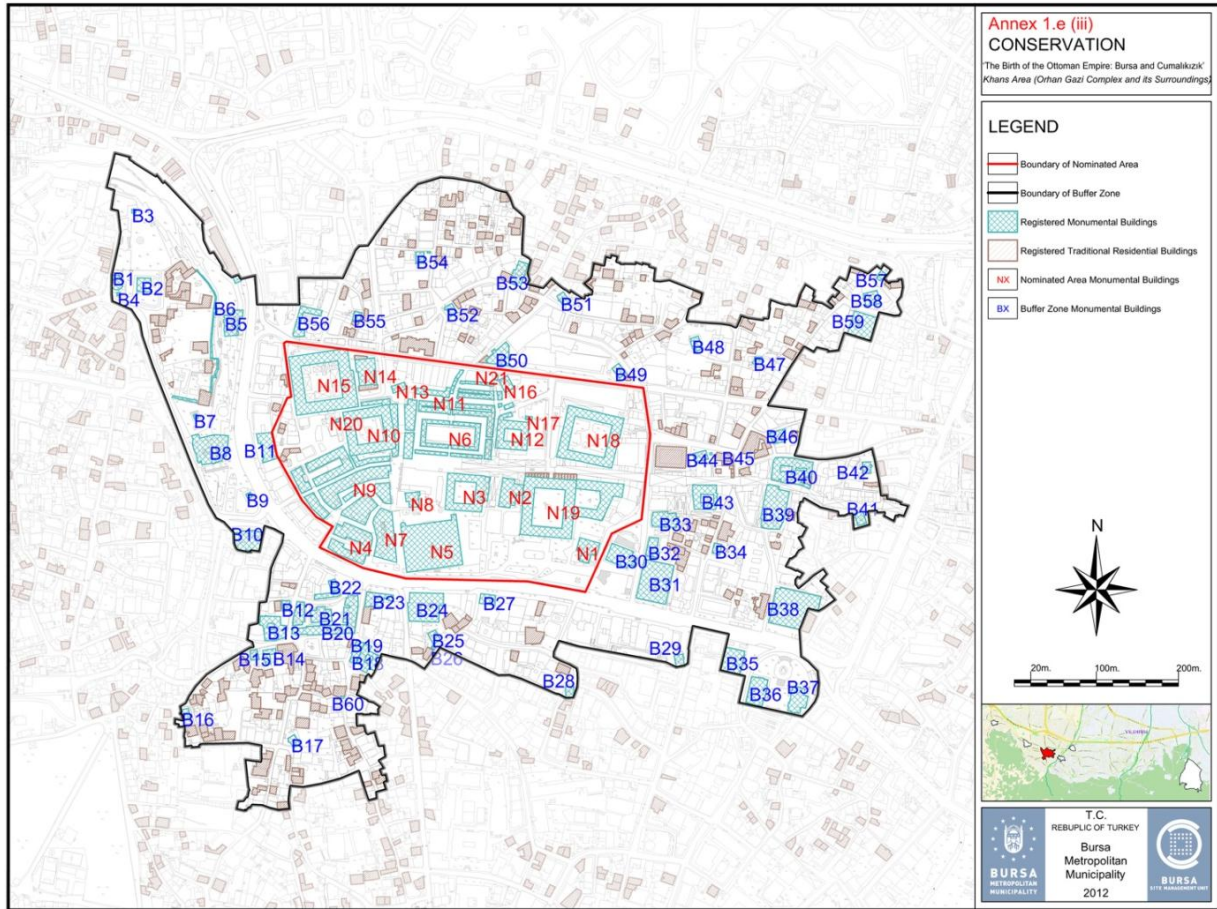 Annex 1.e (iii)
CONSERVATION
'The Birth of the Ottoman Empire: Bursa and Cumalıkızık'
Khans Area (Orhan Gazi Complex and its Surroundings)
LEGEND
Boundary of Nominated Area
Boundary of Buffer Zone
Registered Monumental Buildings
Registered Traditional Residential Buildings
NX Nominated Area Monumental Buildings
BX Buffer Zone Monumental Buildings
B3
B1
B2
B4
B6
B5
B56
B55
B54
B53
B52
B51
B50
B49
B48
B47
B57
B58
B59
N15
N14
N13
N21
N16
N11
N20
N10
N6
N17
N12
N18
B7
B8
B11
B9
B10
B46
B44
B45
B40
B42
B43
B39
B41
N9
N8
N3
N2
N19
N7
N4
N5
N1
B33
B32
B34
B30
B31
B38
B22
B23
B24
B27
B12
B21
B13
B20
B25
B26
B19
B18
B15
B14
B28
B29
B35
B36
B37
B60
B16
B17
N
20m.
100m.
200m.
T.C.
REBUPLIC OF TURKEY
Bursa
Metropolitan
Municipality
2012
BURSA
METROPOLITAN
MUNICIPALITY
BURSA
SITE MANAGEMENT UNIT